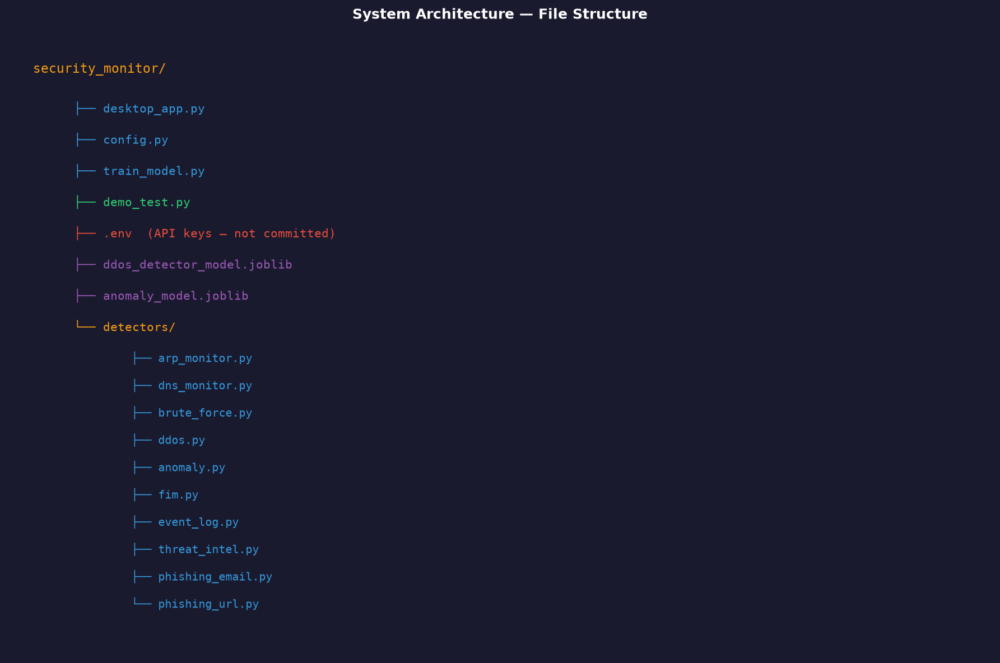 System Architecture — File Structure
security_monitor/
├── desktop_app.py
├── config.py
├── train_model.py
├── demo_test.py
├── .env  (API keys — not committed)
├── ddos_detector_model.joblib
├── anomaly_model.joblib
└── detectors/
├── arp_monitor.py
├── dns_monitor.py
├── brute_force.py
├── ddos.py
├── anomaly.py
├── fim.py
├── event_log.py
├── threat_intel.py
├── phishing_email.py
└── phishing_url.py